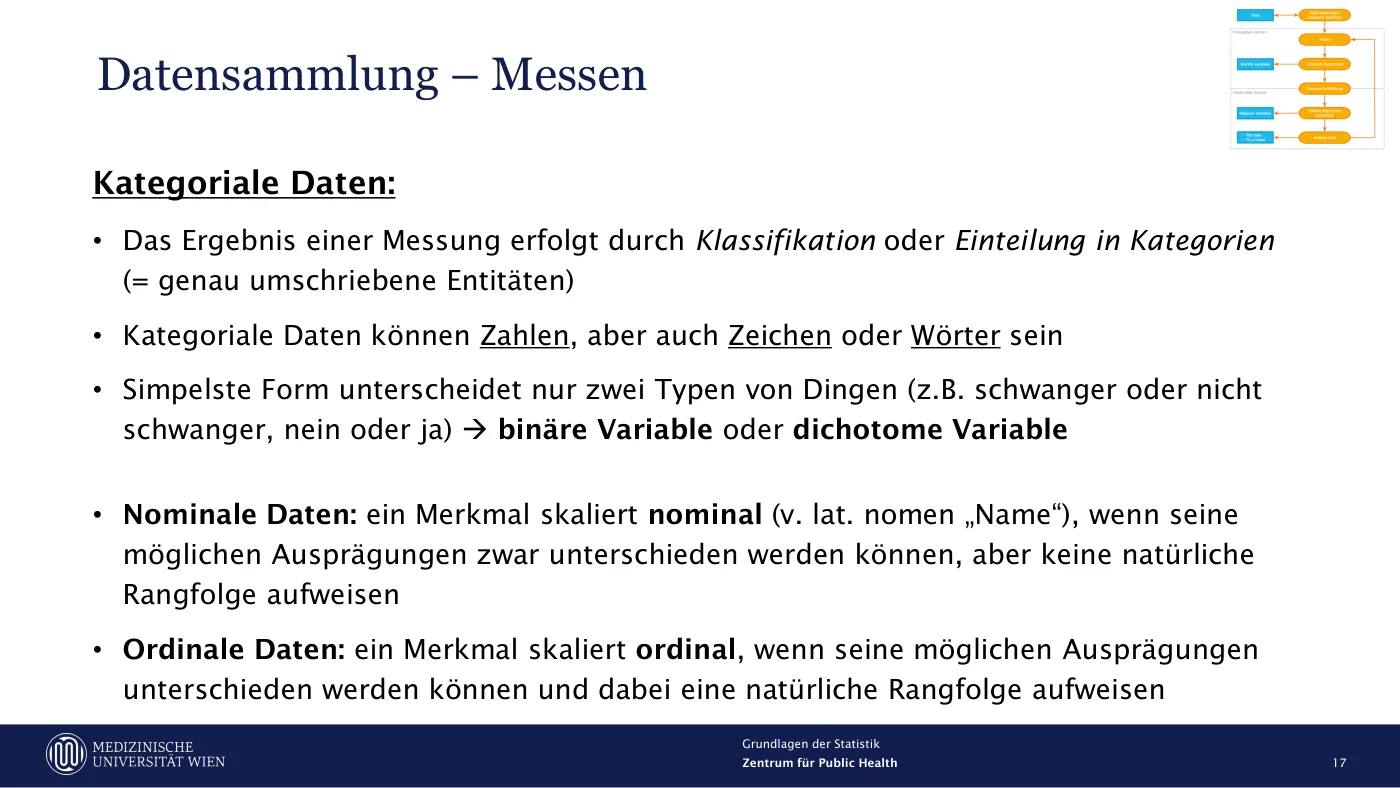 Datensammlung – Messen
Kategoriale Daten:
• Das Ergebnis einer Messung erfolgt durch Klassifikation oder Einteilung in Kategorien
(= genau umschriebene Entitäten)
• Kategoriale Daten können Zahlen, aber auch Zeichen oder Wörter sein
• Simpelste Form unterscheidet nur zwei Typen von Dingen (z.B. schwanger oder nicht
schwanger, nein oder ja) → binäre Variable oder dichotome Variable
• Nominale Daten: ein Merkmal skaliert nominal (v. lat. nomen „Name“), wenn seine
möglichen Ausprägungen zwar unterschieden werden können, aber keine natürliche
Rangfolge aufweisen
• Ordinale Daten: ein Merkmal skaliert ordinal, wenn seine möglichen Ausprägungen
unterschieden werden können und dabei eine natürliche Rangfolge aufweisen
MEDIZINISCHE
UNIVERSITÄT WIEN
Grundlagen der Statistik
Zentrum für Public Health
17